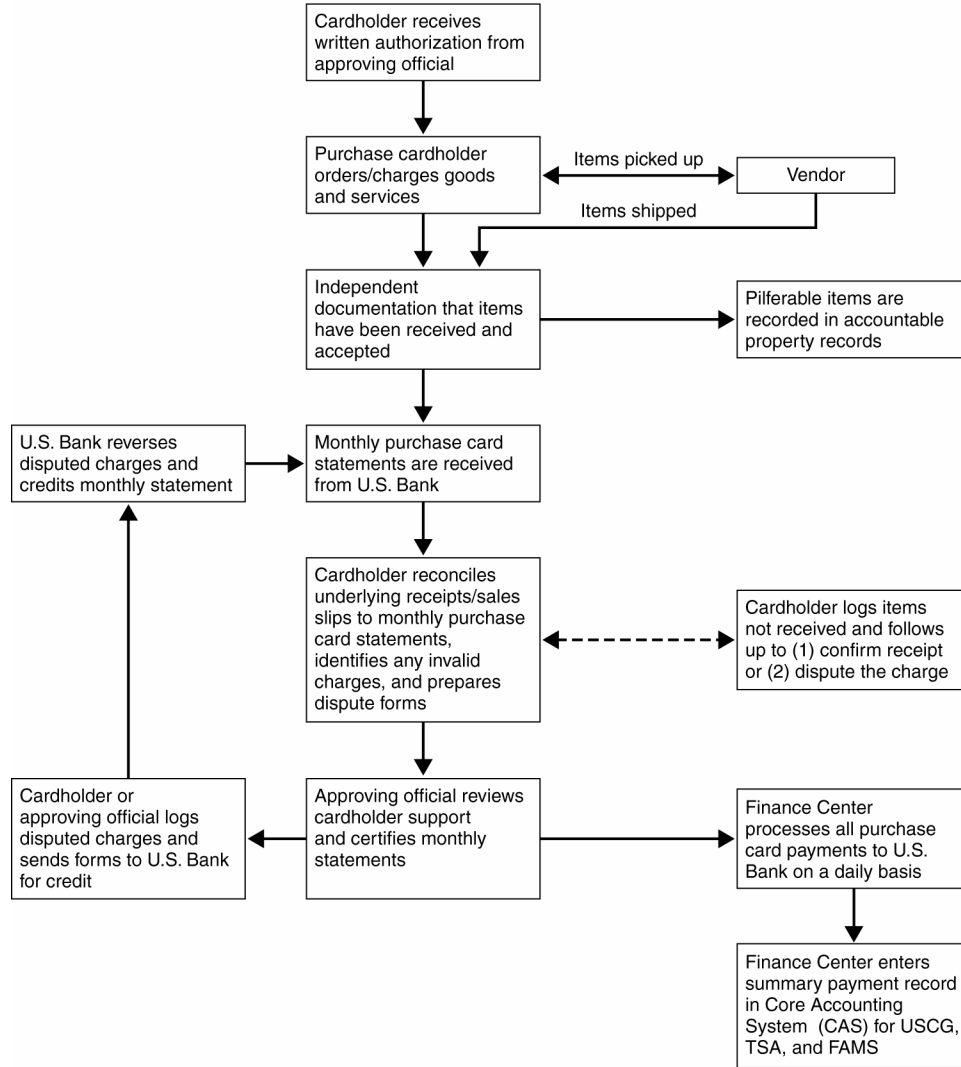 Cardholder receives
written authorization from
approving official
Purchase cardholder
orders/charges goods
and services
Items picked up
Vendor
Items shipped
Independent
documentation that items
have been received and
accepted
Pilferable items are
recorded in accountable
property records
U.S. Bank reverses
disputed charges and
credits monthly statement
Monthly purchase card
statements are received
from U.S. Bank
Cardholder reconciles
underlying receipts/sales
slips to monthly purchase
card statements,
identifies any invalid
charges, and prepares
dispute forms
Cardholder logs items
not received and follows
up to (1) confirm receipt
or (2) dispute the charge
Cardholder or
approving official logs
disputed charges and
sends forms to U.S. Bank
for credit
Approving official reviews
cardholder support
and certifies monthly
statements
Finance Center
processes all purchase
card payments to U.S.
Bank on a daily basis
Finance Center enters
summary payment record
in Core Accounting
System (CAS) for USCG,
TSA, and FAMS